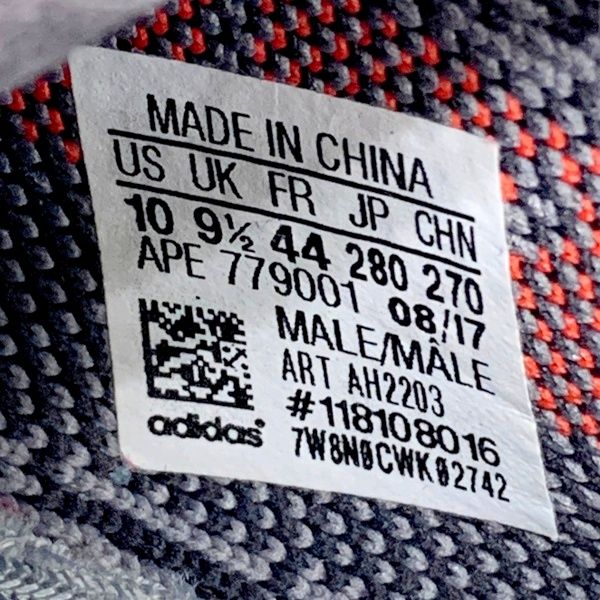 MADE IN CHINA
US UK FR JP CHN
10 9½ 44 280 270
APE 779001 08/17
MALE/MÂLE
ART AH2203
#118108016
7W8N0CWK02742
adidas®